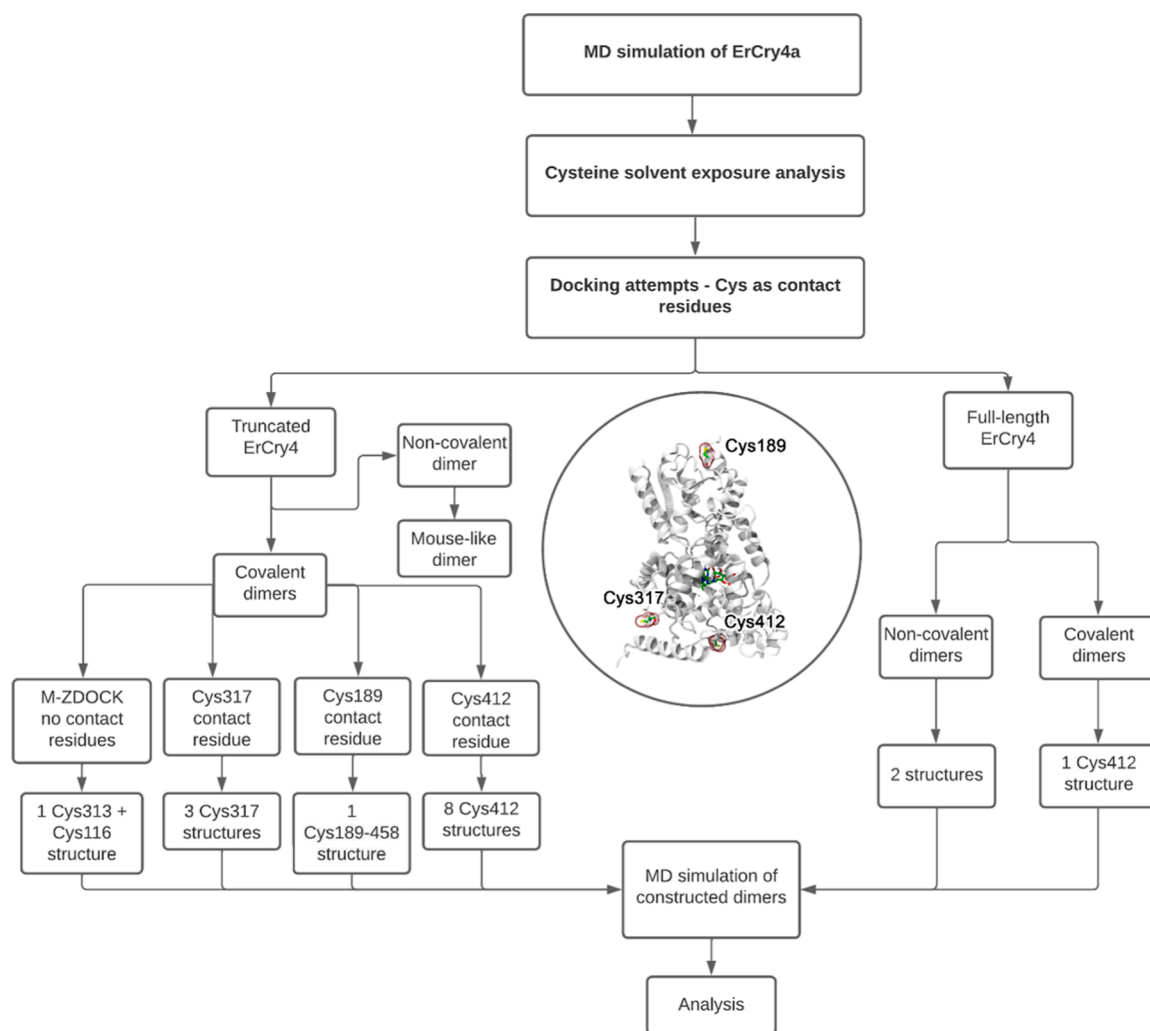 MD simulation of ErCry4a
Cysteine solvent exposure analysis
Docking attempts - Cys as contact
residues
Truncated
ErCry4
Non-covalent
dimer
Mouse-like
dimer
Covalent
dimers
M-ZDOCK
no contact
residues
Cys317
contact
residue
Cys189
contact
residue
Cys412
contact
residue
1 Cys313 +
Cys116
structure
3 Cys317
structures
1
Cys189-458
structure
8 Cys412
structures
Cys189
Cys317
Cys412
Full-length
ErCry4
Non-covalent
dimers
Covalent
dimers
2 structures
1 Cys412
structure
MD simulation of
constructed dimers
Analysis